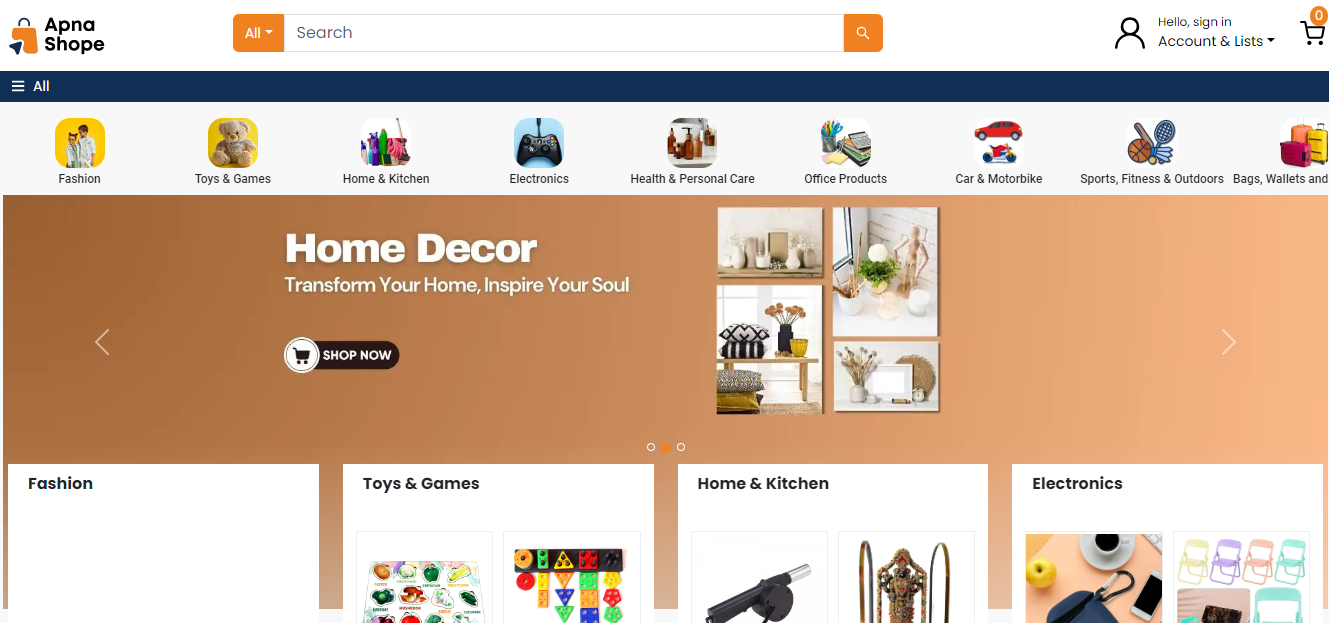 Apna
Shope
All
Search
Hello, sign in
Account & Lists
0
All
Fashion
Toys & Games
Home & Kitchen
Electronics
Health & Personal Care
Office Products
Car & Motorbike
Sports, Fitness & Outdoors
Bags, Wallets and
Home Decor
Transform Your Home, Inspire Your Soul
SHOP NOW
Fashion
Toys & Games
Home & Kitchen
Electronics